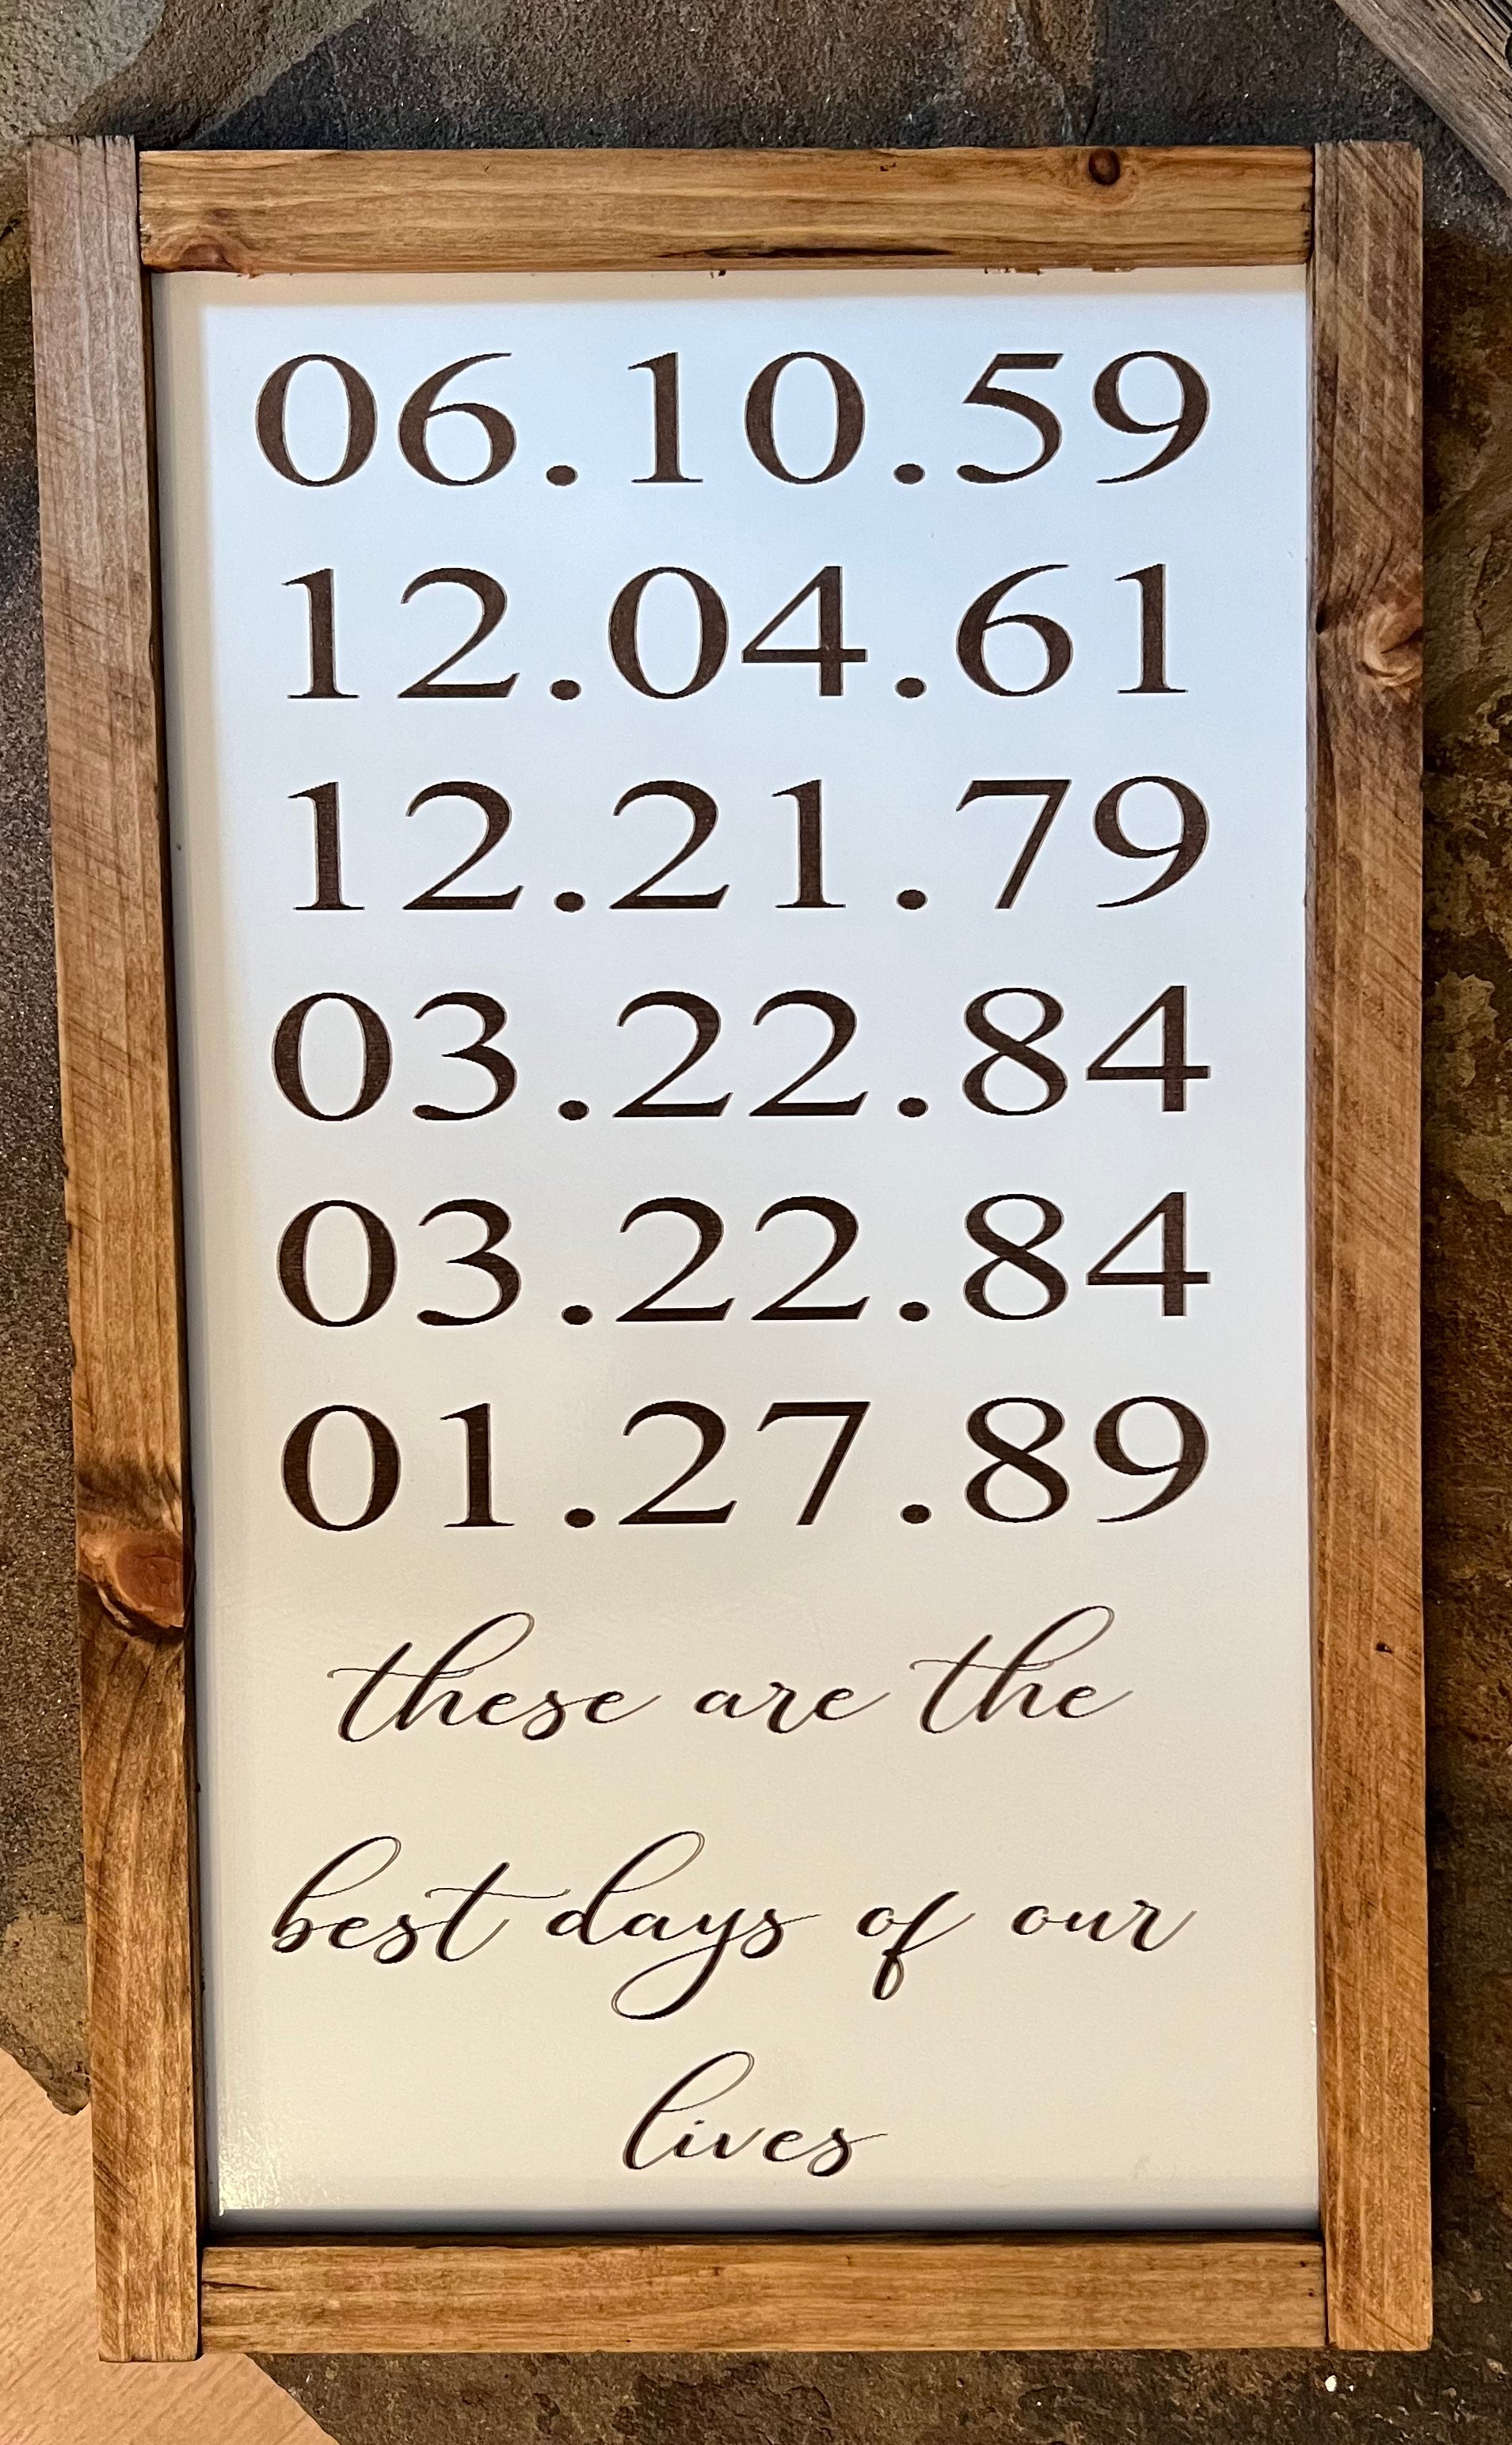 06.10.59
12.04.61
12.21.79
03.22.84
03.22.84
01.27.89
these are the
best days of our
lives